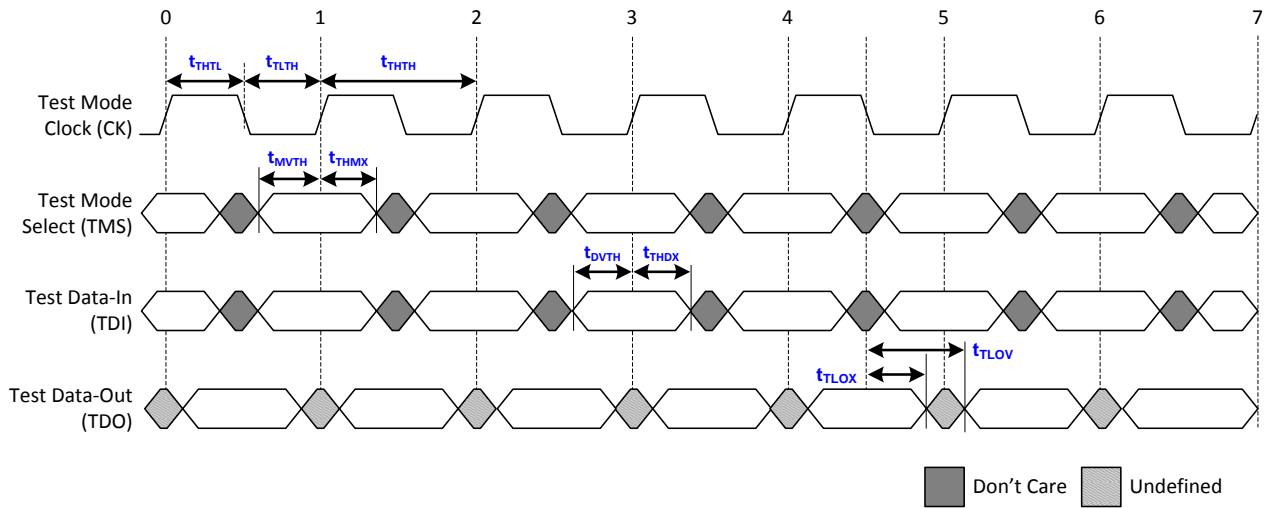 0 1 2 3 4 5 6 7
tTHTL tTLTH tTHTH
Test Mode
Clock (CK)
tMVTH tTHMX
Test Mode
Select (TMS)
tDVTH tTHDX
Test Data-In
(TDI)
tTLOV
tTLOX
Test Data-Out
(TDO)
Don't Care Undefined